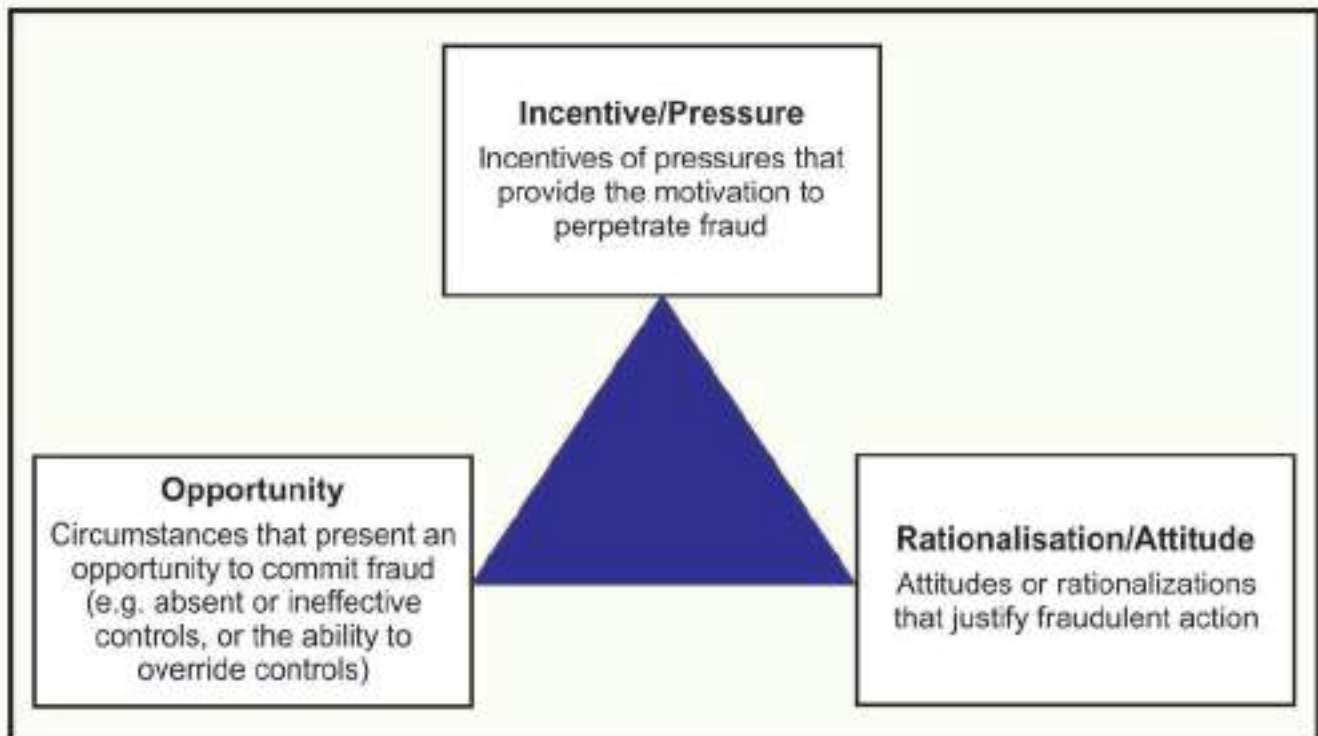 Incentive/Pressure
Incentives of pressures that
provide the motivation to
perpetrate fraud
Opportunity
Circumstances that present an
opportunity to commit fraud
(e.g. absent or ineffective
controls, or the ability to
override controls)
Rationalisation/Attitude
Attitudes or rationalizations
that justify fraudulent action